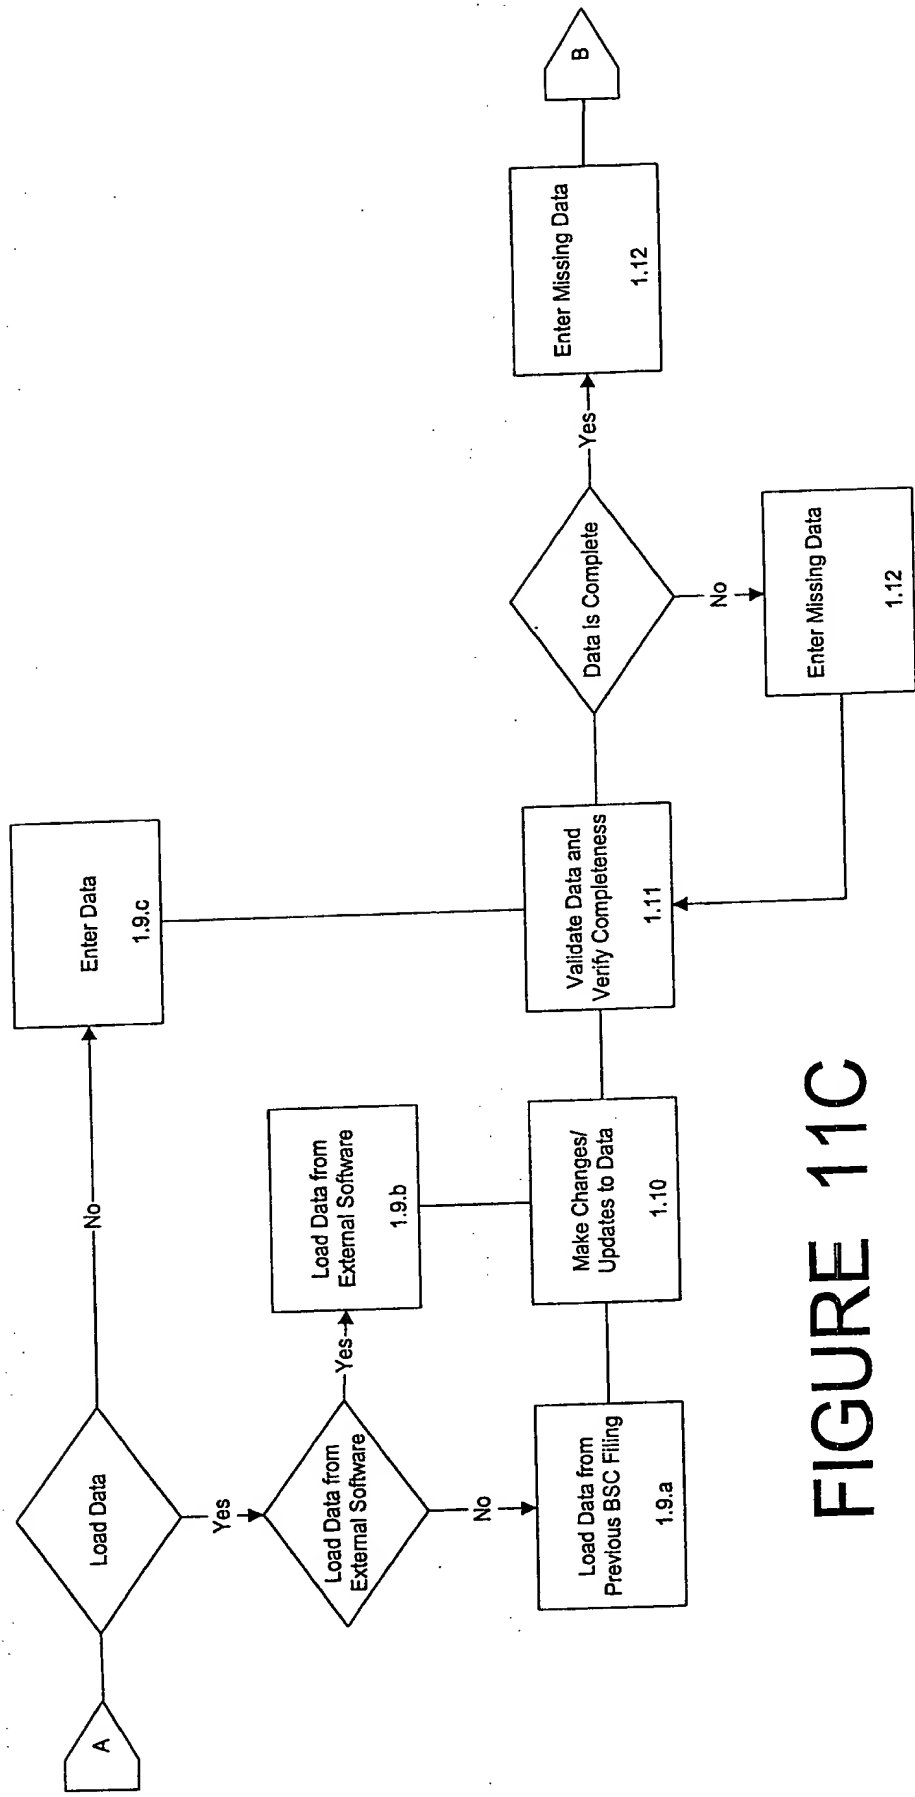 A
Load Data
No
Enter Data
1.9.c
Yes
Load Data from
External Software
Yes
Load Data from
External Software
1.9.b
No
Load Data from
Previous BSC Filing
1.9.a
Make Changes/
Updates to Data
1.10
Validate Data and
Verify Completeness
1.11
Data is Complete
Yes
Enter Missing Data
1.12
B
No
Enter Missing Data
1.12
FIGURE 11C